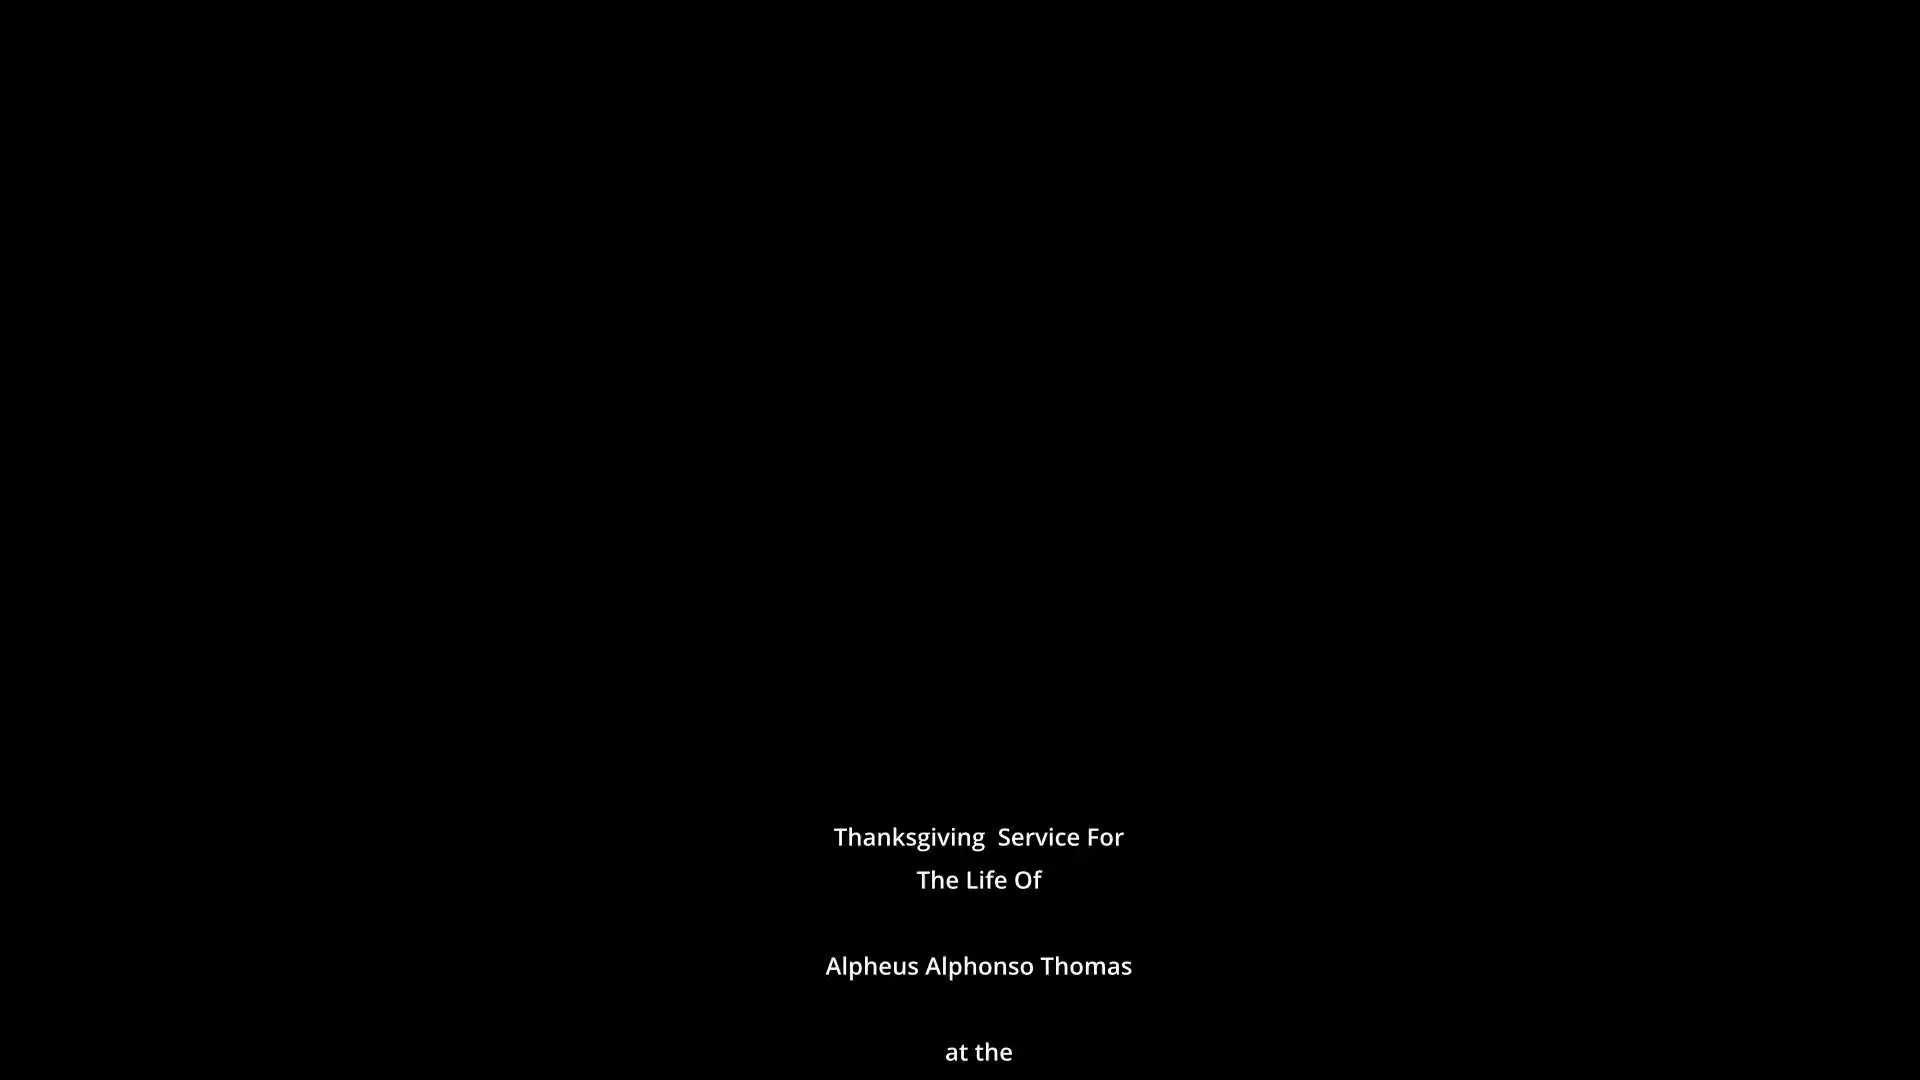 Thanksgiving  Service For
The Life Of
Alpheus Alphonso Thomas
at the